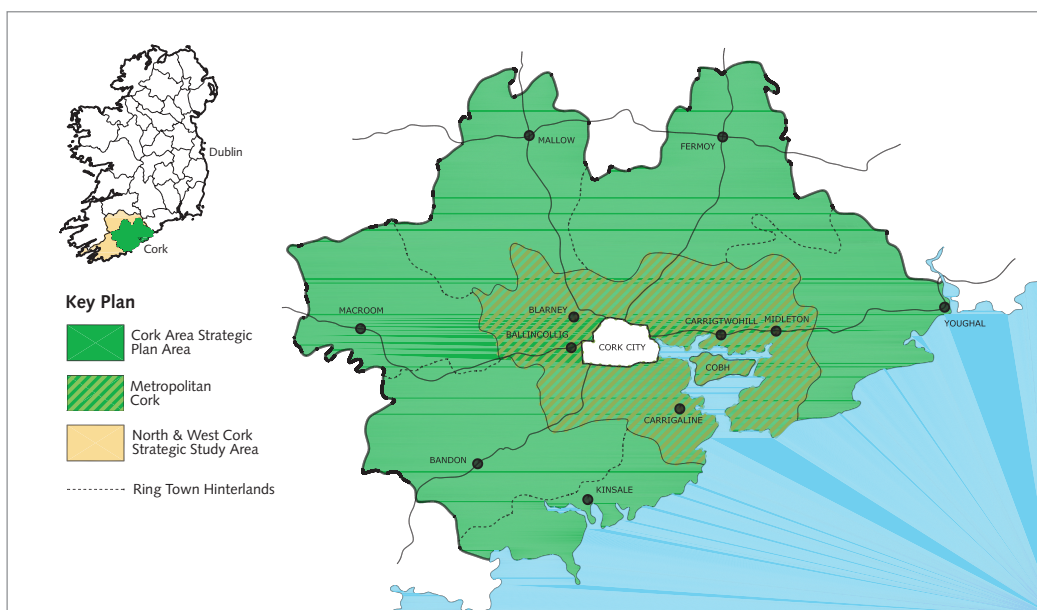 Dublin
Cork
Key Plan
Cork Area Strategic
Plan Area
Metropolitan
Cork
North & West Cork
Strategic Study Area
Ring Town Hinterlands
MALLOW
FERMOY
MACROOM
BLARNEY
CARRIGTWOHILL
MIDLETON
YOUGHAL
BALLINCOLLIG
CORK CITY
COBH
CARRIGALINE
BANDON
KINSALE